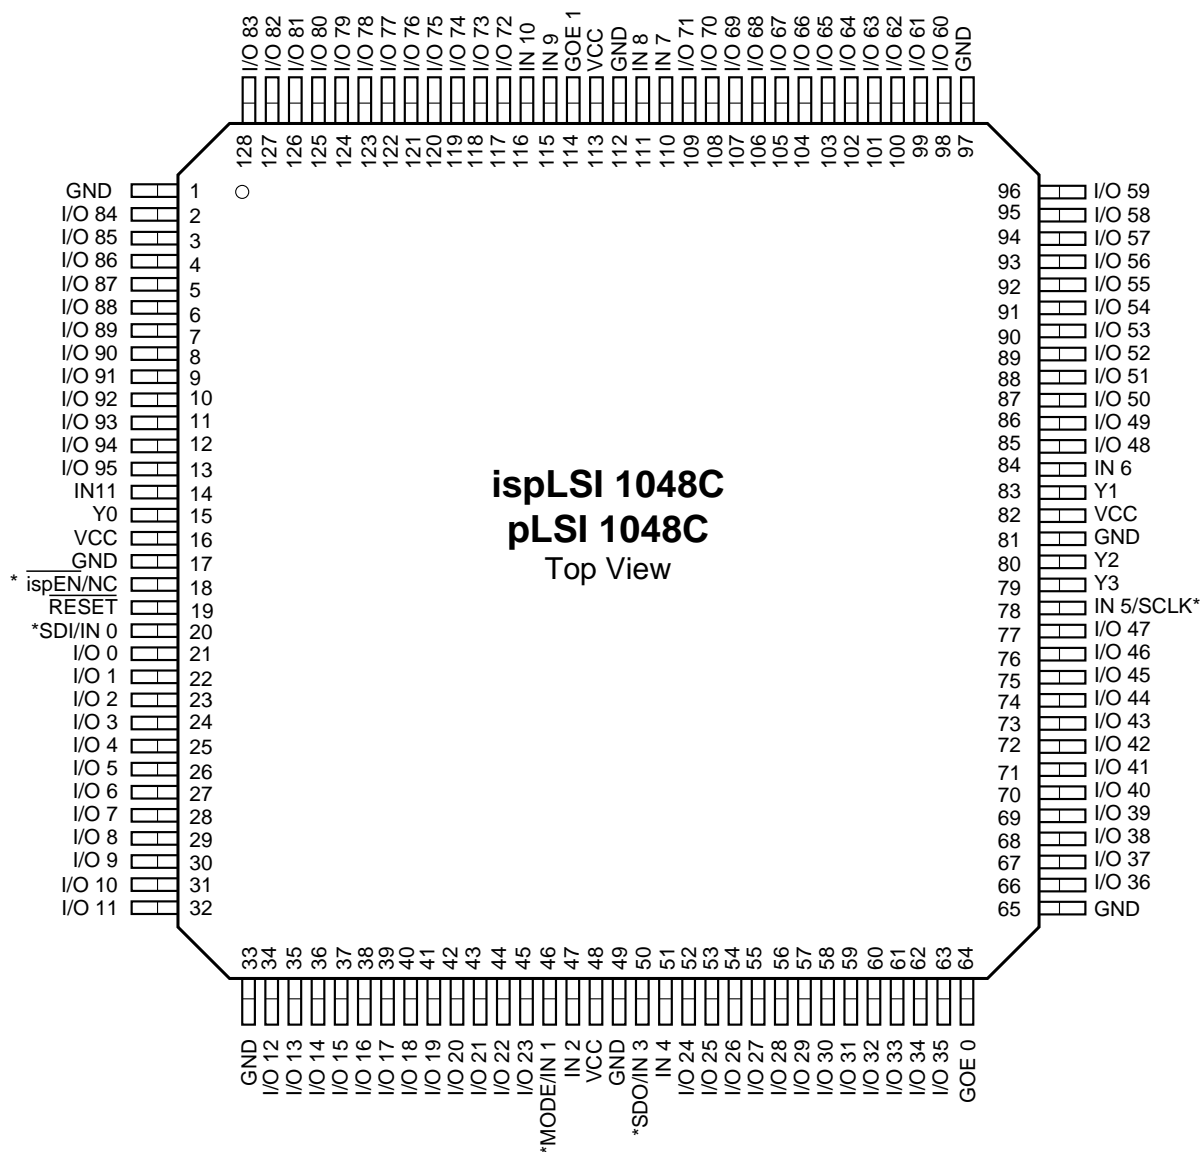 I/O 83 I/O 82 I/O 81 I/O 80 I/O 79 I/O 78 I/O 77 I/O 76 I/O 75 I/O 74 I/O 73 I/O 72 IN 10 IN 9 GOE 1 VCC GND IN 8 IN 7 I/O 71 I/O 70 I/O 69 I/O 68 I/O 67 I/O 66 I/O 65 I/O 64 I/O 63 I/O 62 I/O 61 I/O 60 GND
128 127 126 125 124 123 122 121 120 119 118 117 116 115 114 113 112 111 110 109 108 107 106 105 104 103 102 101 100 99 98 97
GND 1 96 I/O 59
I/O 84 2 95 I/O 58
I/O 85 3 94 I/O 57
I/O 86 4 93 I/O 56
I/O 87 5 92 I/O 55
I/O 88 6 91 I/O 54
I/O 89 7 90 I/O 53
I/O 90 8 89 I/O 52
I/O 91 9 88 I/O 51
I/O 92 10 87 I/O 50
I/O 93 11 86 I/O 49
I/O 94 12 85 I/O 48
I/O 95 13 84 IN 6
IN11 14 83 Y1
Y0 15 82 VCC
VCC 16 81 GND
GND 17 80 Y2
* ispEN/NC 18 79 Y3
RESET 19 78 IN 5/SCLK*
*SDI/IN 0 20 77 I/O 47
I/O 0 21 76 I/O 46
I/O 1 22 75 I/O 45
I/O 2 23 74 I/O 44
I/O 3 24 73 I/O 43
I/O 4 25 72 I/O 42
I/O 5 26 71 I/O 41
I/O 6 27 70 I/O 40
I/O 7 28 69 I/O 39
I/O 8 29 68 I/O 38
I/O 9 30 67 I/O 37
I/O 10 31 66 I/O 36
I/O 11 32 65 GND
ispLSI 1048C
pLSI 1048C
Top View
33 34 35 36 37 38 39 40 41 42 43 44 45 46 47 48 49 50 51 52 53 54 55 56 57 58 59 60 61 62 63 64
GND I/O 12 I/O 13 I/O 14 I/O 15 I/O 16 I/O 17 I/O 18 I/O 19 I/O 20 I/O 21 I/O 22 I/O 23 *MODE/IN 1 IN 2 VCC GND *SDO/IN 3 IN 4 I/O 24 I/O 25 I/O 26 I/O 27 I/O 28 I/O 29 I/O 30 I/O 31 I/O 32 I/O 33 I/O 34 I/O 35 GOE 0